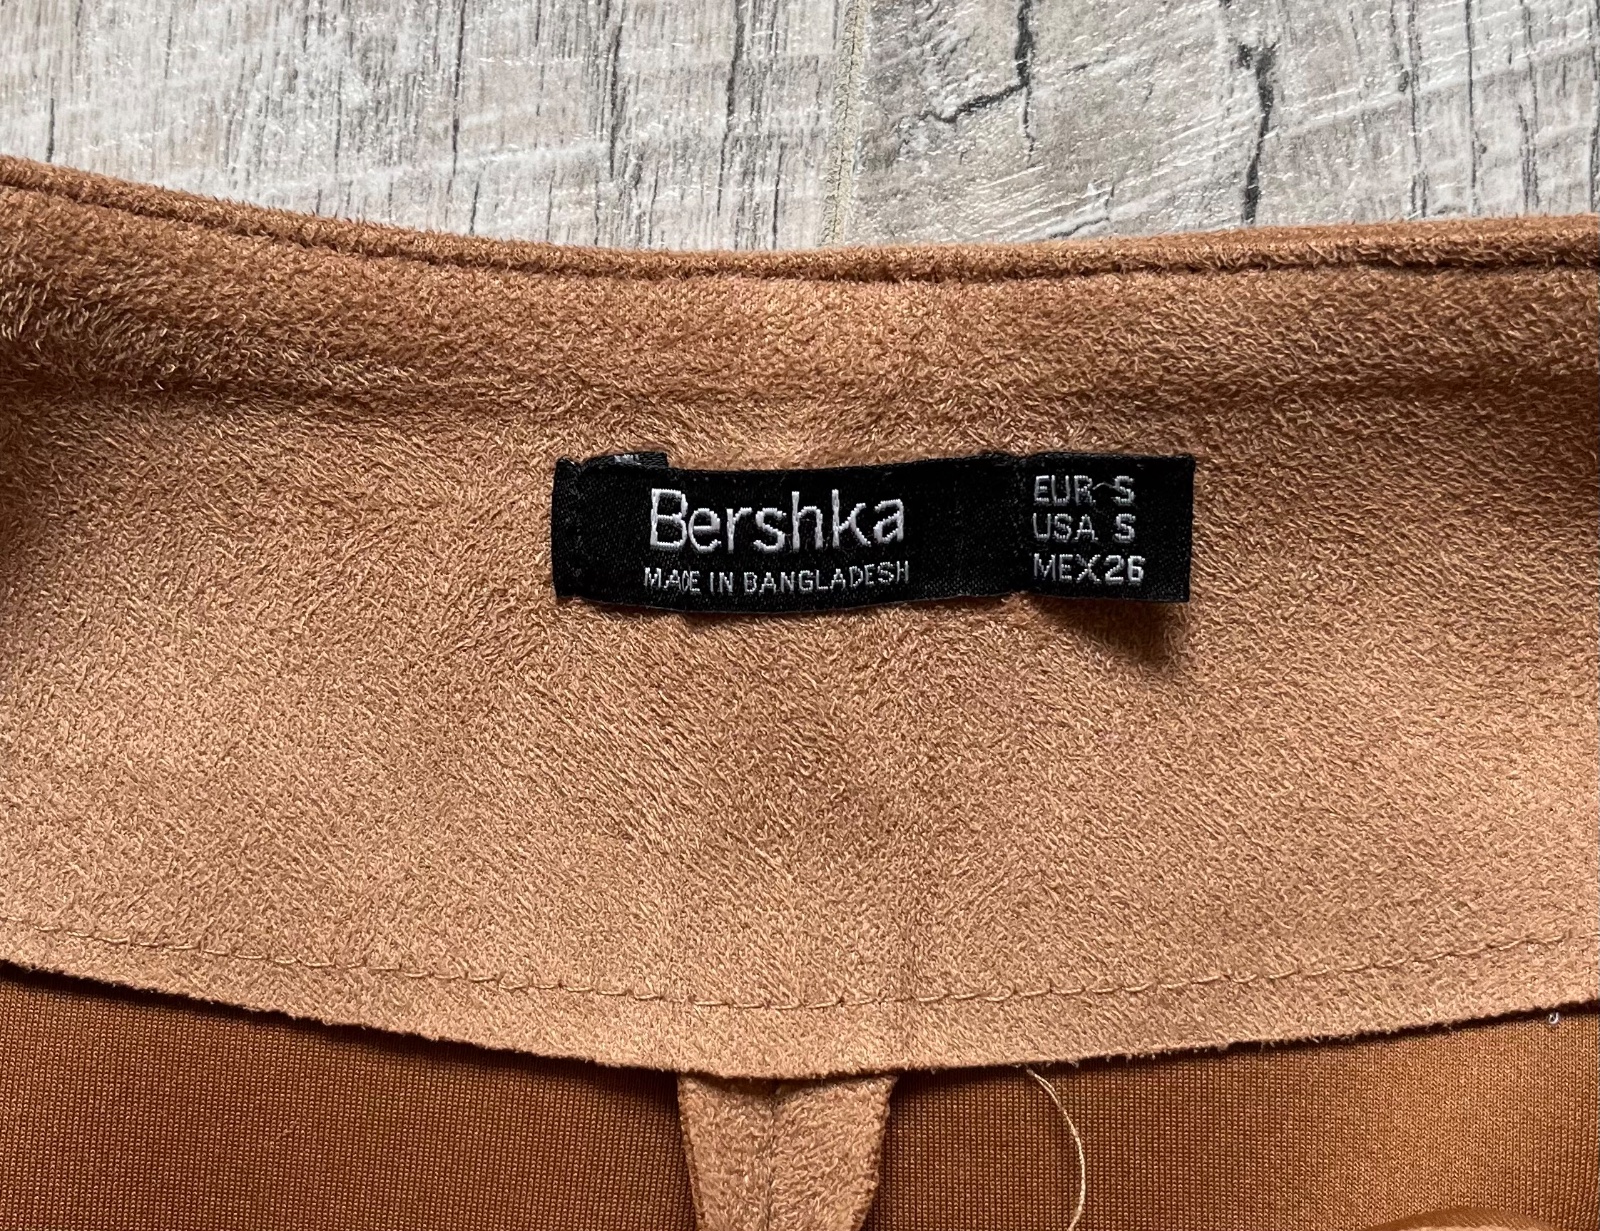 Bershka
MADE IN BANGLADESH
EUR S
USA S
MEX 26